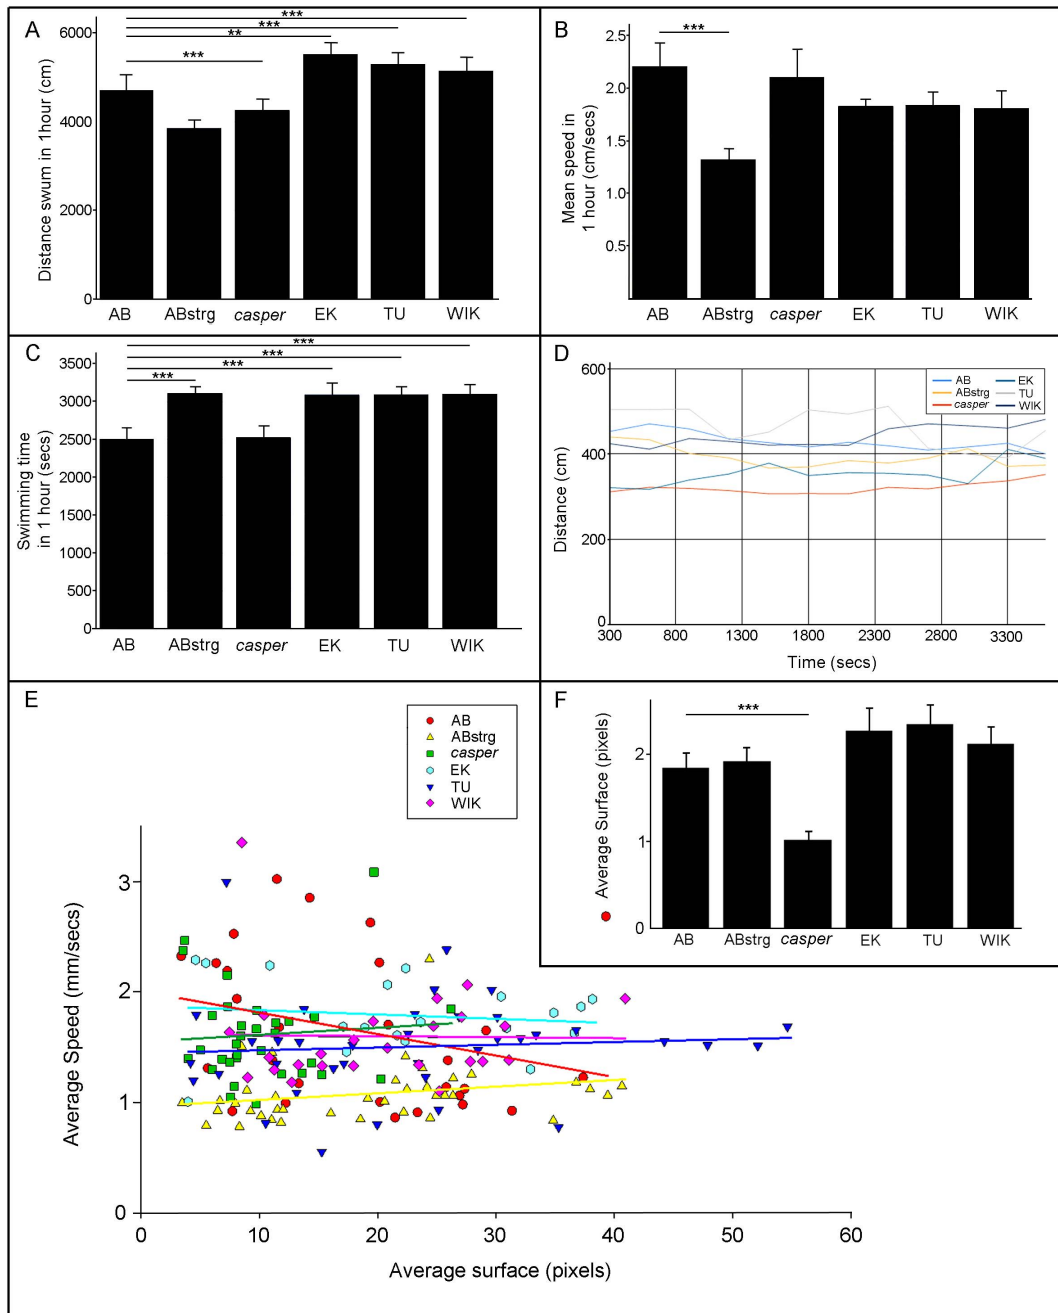 A
***
***
**
***
6000
4000
2000
0
Distance swum in 1hour (cm)
AB ABstrg casper EK TU WIK
B
***
2.5
2.0
1.5
1.0
0.5
Mean speed in
1 hour (cm/secs)
AB ABstrg casper EK TU WIK
C
***
***
***
***
3500
3000
2500
2000
1500
1000
500
0
Swimming time
in 1 hour (secs)
AB ABstrg casper EK TU WIK
D
600
400
200
0
Distance (cm)
AB EK
ABstrg TU
casper WIK
300 800 1300 1800 2300 2800 3300
Time (secs)
E
AB
ABstrg
casper
EK
TU
WIK
3
2
1
0
Average Speed (mm/secs)
0 10 20 30 40 50 60
Average surface (pixels)
F
***
2
1
0
Average Surface (pixels)
AB ABstrg casper EK TU WIK